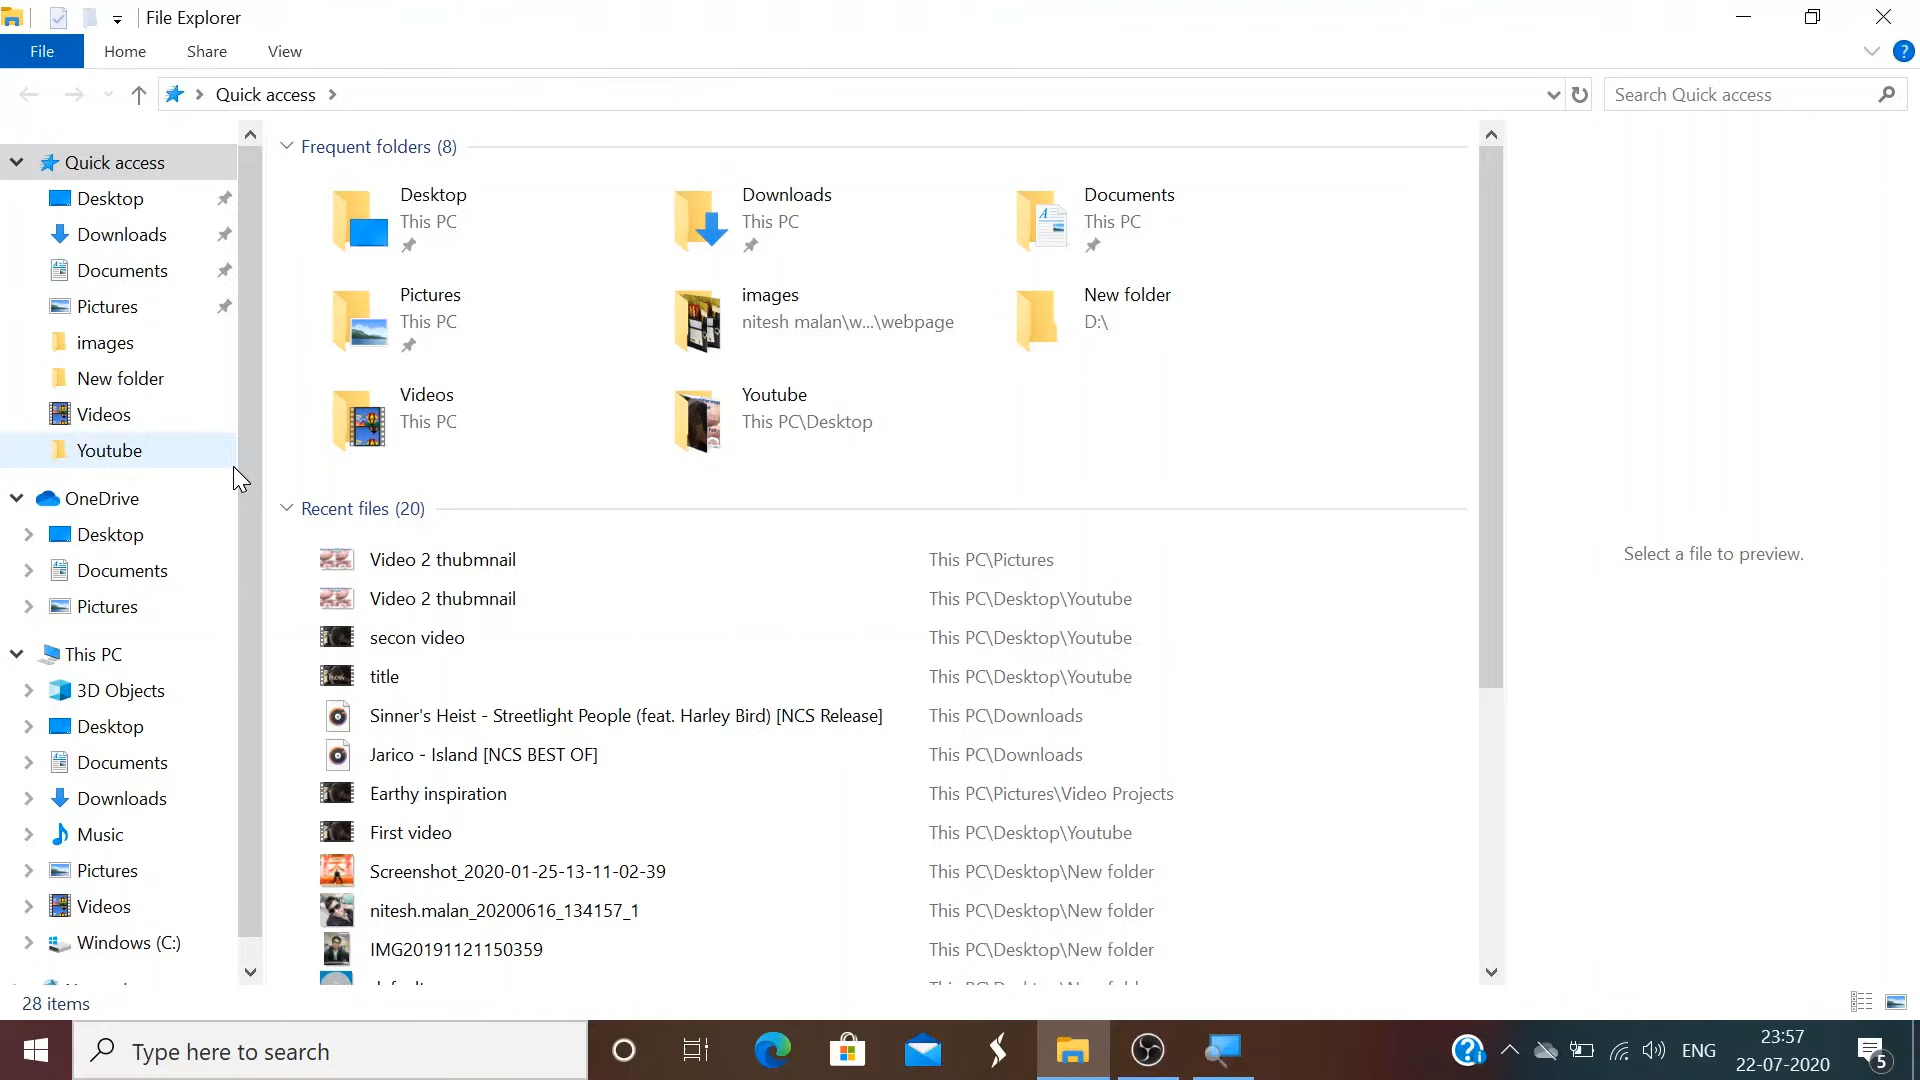 File Explorer
File
Home
Share
View
?
Quick access
Search Quick access
Quick access
Desktop
Downloads
Documents
Pictures
images
New folder
Videos
Youtube
OneDrive
Desktop
Documents
Pictures
This PC
3D Objects
Desktop
Documents
Downloads
Music
Pictures
Videos
Windows (C:)
Frequent folders (8)
Desktop
This PC
Downloads
This PC
Documents
This PC
Pictures
This PC
images
nitesh malan\w...\webpage
New folder
D:\
Videos
This PC
Youtube
This PC\Desktop
Recent files (20)
Video 2 thubmnail This PC\Pictures
Video 2 thubmnail This PC\Desktop\Youtube
secon video This PC\Desktop\Youtube
title This PC\Desktop\Youtube
Sinner's Heist - Streetlight People (feat. Harley Bird) [NCS Release] This PC\Downloads
Jarico - Island [NCS BEST OF] This PC\Downloads
Earthy inspiration This PC\Pictures\Video Projects
First video This PC\Desktop\Youtube
Screenshot_2020-01-25-13-11-02-39 This PC\Desktop\New folder
nitesh.malan_20200616_134157_1 This PC\Desktop\New folder
IMG20191121150359 This PC\Desktop\New folder
Select a file to preview.
28 items
Type here to search
ENG
23:57
22-07-2020
5